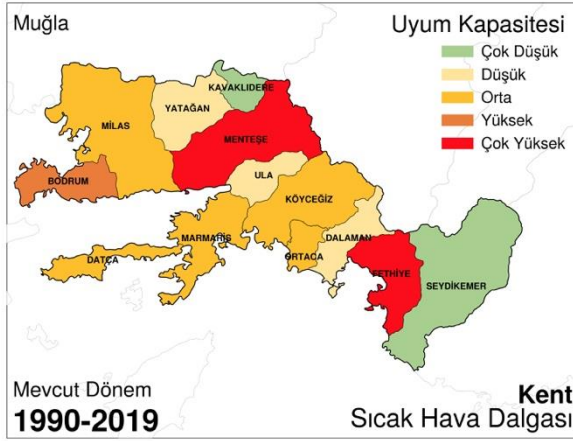 Muğla
Uyum Kapasitesi
Çok Düşük
Düşük
Orta
Yüksek
Çok Yüksek
KAVAKLIDERE
YATAĞAN
MİLAS
MENTEŞE
BODRUM
ULA
KÖYCEĞİZ
MARMARİS
DALAMAN
DATÇA
ORTACA
FETHİYE
SEYDİKEMER
Mevcut Dönem
1990-2019
Kent
Sıcak Hava Dalgası